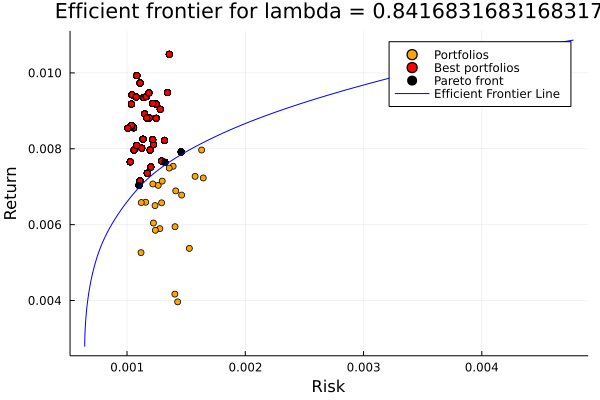 Efficient frontier for lambda = 0.8416831683168317
0.010
0.008
0.006
0.004
Return
0.001
0.002
0.003
0.004
Risk
Portfolios
Best portfolios
Pareto front
Efficient Frontier Line